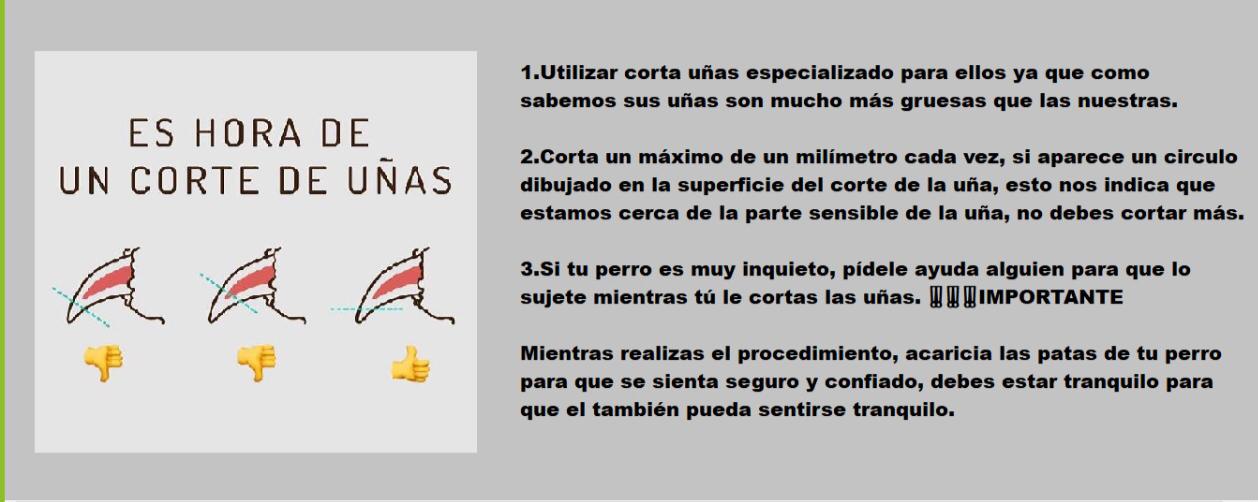 ES HORA DE
UN CORTE DE UÑAS
1.Utilizar corta uñas especializado para ellos ya que como
sabemos sus uñas son mucho más gruesas que las nuestras.
2.Corta un máximo de un milímetro cada vez, si aparece un circulo
dibujado en la superficie del corte de la uña, esto nos indica que
estamos cerca de la parte sensible de la uña, no debes cortar más.
3.Si tu perro es muy inquieto, pídele ayuda alguien para que lo
sujete mientras tú le cortas las uñas. ‼‼‼IMPORTANTE
Mientras realizas el procedimiento, acaricia las patas de tu perro
para que se sienta seguro y confiado, debes estar tranquilo para
que el también pueda sentirse tranquilo.